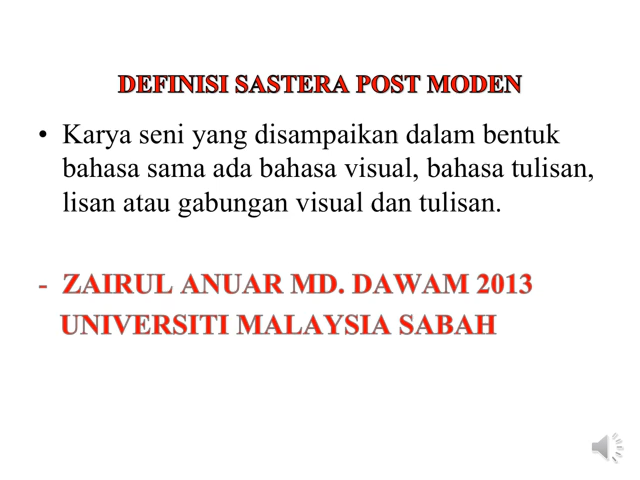 DEFINISI SASTERA POST MODEN
• Karya seni yang disampaikan dalam bentuk
bahasa sama ada bahasa visual, bahasa tulisan,
lisan atau gabungan visual dan tulisan.
- ZAIRUL ANUAR MD. DAWAM 2013
UNIVERSITI MALAYSIA SABAH